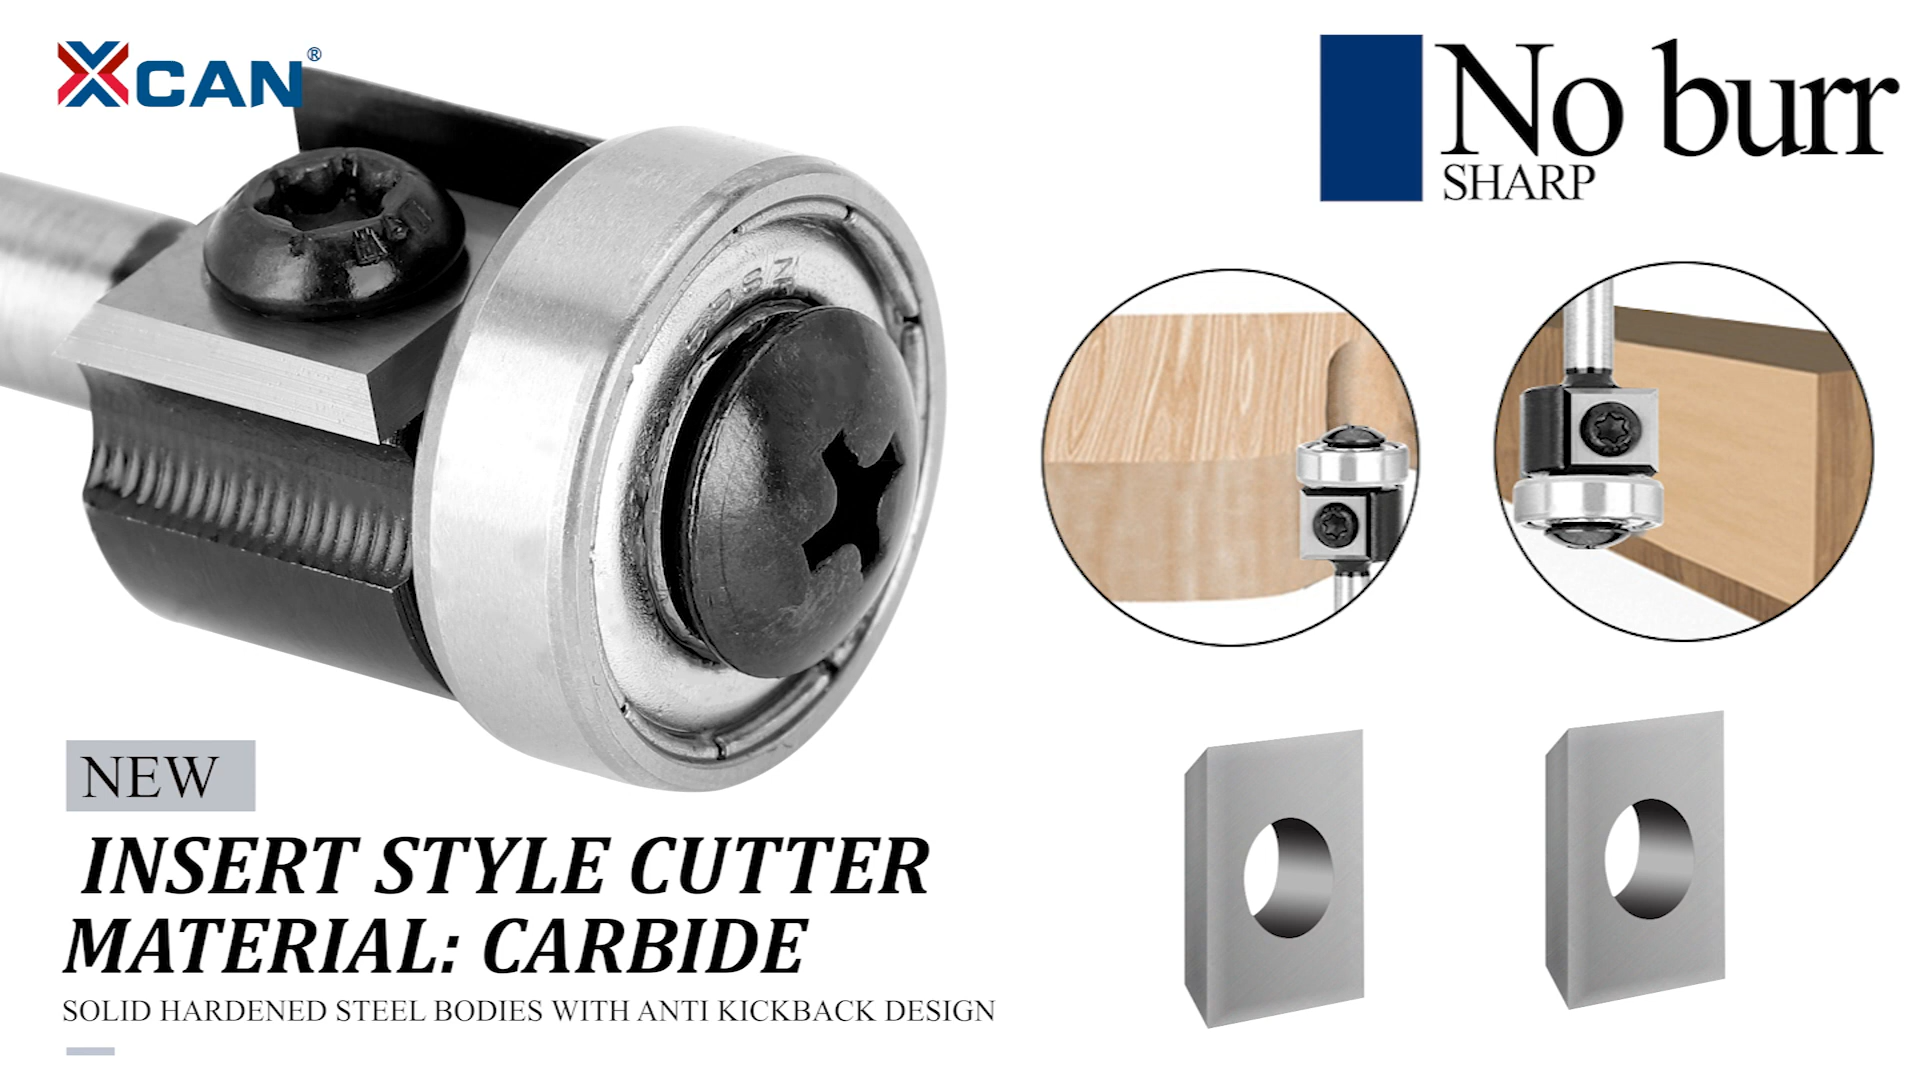 XCAN®
No burr
SHARP
NEW
INSERT STYLE CUTTER
MATERIAL: CARBIDE
SOLID HARDENED STEEL BODIES WITH ANTI KICKBACK DESIGN